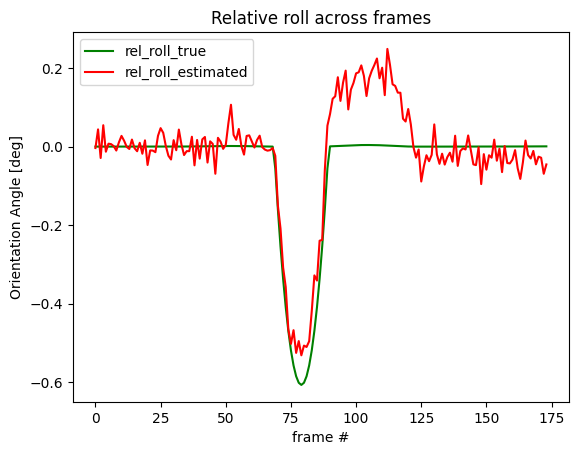 Relative roll across frames
rel_roll_true
rel_roll_estimated
Orientation Angle [deg]
0.2
0.0
−0.2
−0.4
−0.6
0 25 50 75 100 125 150 175
frame #